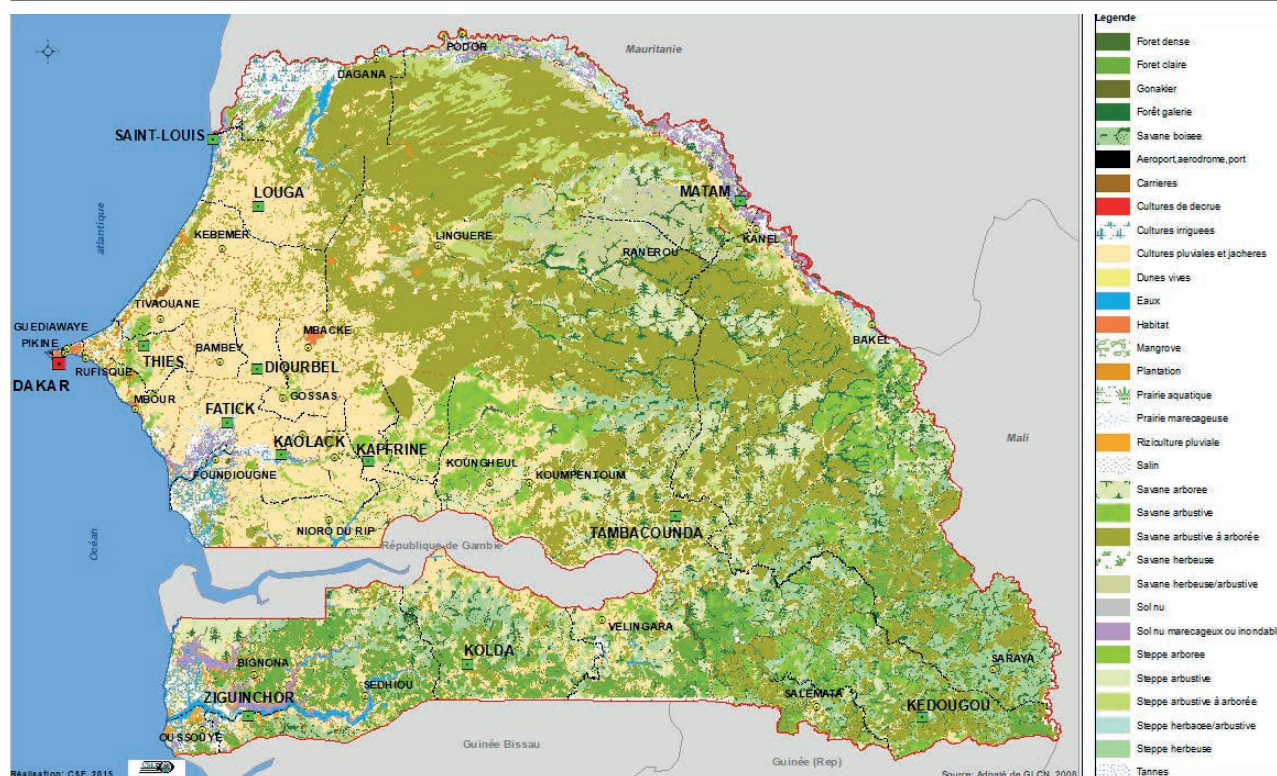 Mauritanie
PODOR
DAGANA
SAINT-LOUIS
LOUGA
MATAM
KEBEMER
LINGUERE
KANEL
RANEROU
atlantique
TIVAOUANE
GUEDIAWAYE
PIKINE
MBACKE
BAKEL
THIES
BAMBEY
RUFISQUE
DIOURBEL
DAKAR
GOSSAS
MBOUR
FATICK
KAOLACK
KAFFRINE
Mali
KOUNGHEUL
FOUNDIOUGNE
KOUMPENTOUM
NIORO DU RIP
TAMBACOUNDA
Océan
République de Gambie
VELINGARA
KOLDA
SARAYA
BIGNONA
SEDHIOU
ZIGUINCHOR
SALEMATA
KEDOUGOU
OUSSOUYE
Guinée Bissau
Guinée (Rep)
Réalisation: CSE, 2015
Source: Adapté de GLCN, 2008
Légende
Foret dense
Foret claire
Gonakier
Forêt galerie
Savane boisee
Aeroport,aerodrome,port
Carrieres
Cultures de decrue
Cultures irriguees
Cultures pluviales et jacheres
Dunes vives
Eaux
Habitat
Mangrove
Plantation
Prairie aquatique
Prairie marecageuse
Riziculture pluviale
Salin
Savane arboree
Savane arbustive
Savane arbustive à arborée
Savane herbeuse
Savane herbeuse/arbustive
Sol nu
Sol nu marecageux ou inondabl
Steppe arboree
Steppe arbustive
Steppe arbustive à arborée
Steppe herbacee/arbustive
Steppe herbeuse
Tannes